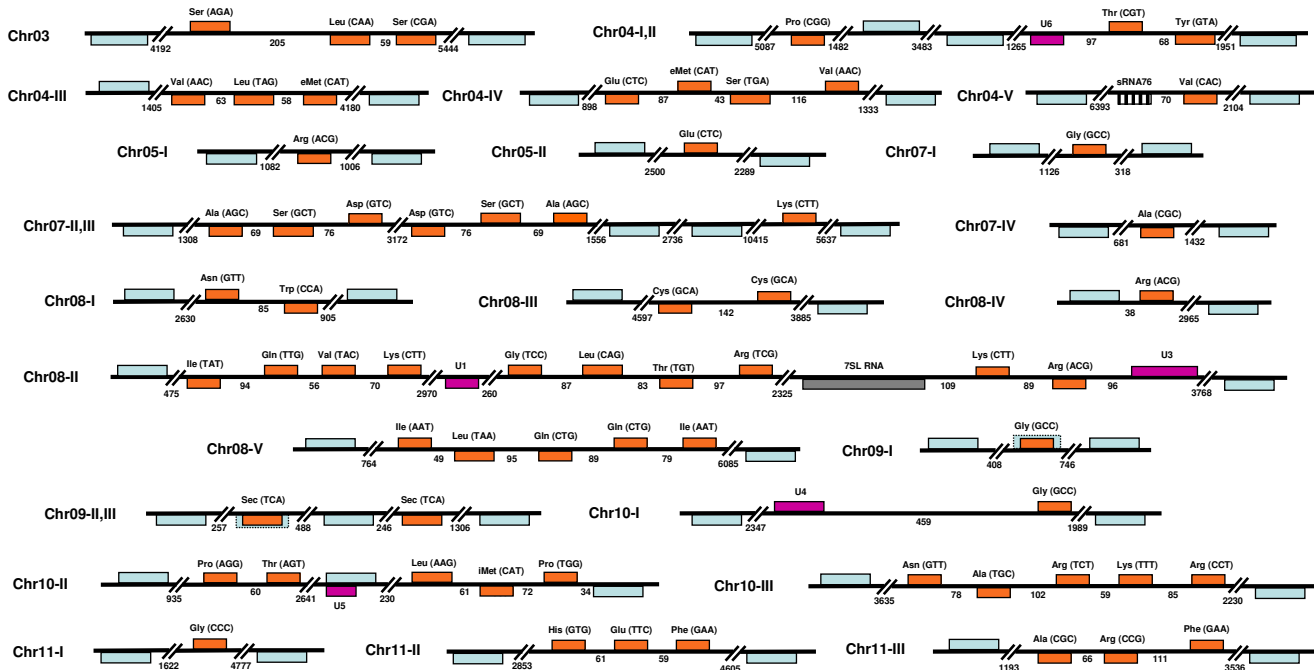 Chr03
Ser (AGA) Leu (CAA) Ser (CGA)
4192 205 59 5444
Chr04-I,II
Pro (CGG) U6 Thr (CGT) Tyr (GTA)
5087 1482 3483 1265 97 68 1951
Chr04-III
Val (AAC) Leu (TAG) eMet (CAT)
1405 63 58 4180
Chr04-IV
Glu (CTC) eMet (CAT) Ser (TGA) Val (AAC)
898 87 43 116 1333
Chr04-V
sRNA76 Val (CAC)
6393 70 2104
Chr05-I
Arg (ACG)
1082 1006
Chr05-II
Glu (CTC)
2500 2289
Chr07-I
Gly (GCC)
1126 318
Chr07-II,III
Ala (AGC) Ser (GCT) Asp (GTC) Asp (GTC) Ser (GCT) Ala (AGC) Lys (CTT)
1308 69 76 3172 76 69 1556 2736 10415 5637
Chr07-IV
Ala (CGC)
681 1432
Chr08-I
Asn (GTT) Trp (CCA)
2630 85 905
Chr08-III
Cys (GCA) Cys (GCA)
4597 142 3885
Chr08-IV
Arg (ACG)
38 2965
Chr08-II
Ile (TAT) Gln (TTG) Val (TAC) Lys (CTT) U1 Gly (TCC) Leu (CAG) Thr (TGT) Arg (TCG) 7SL RNA Lys (CTT) Arg (ACG) U3
475 94 56 70 2970 260 87 83 97 2325 109 89 96 3768
Chr08-V
Ile (AAT) Leu (TAA) Gln (CTG) Gln (CTG) Ile (AAT)
764 49 95 89 79 6085
Chr09-I
Gly (GCC)
408 746
Chr09-II,III
Sec (TCA) Sec (TCA)
257 488 246 1306
Chr10-I
U4 Gly (GCC)
2347 459 1989
Chr10-II
Pro (AGG) Thr (AGT) Leu (AAG) iMet (CAT) Pro (TGG)
935 60 2641 U5 230 61 72 34
Chr10-III
Asn (GTT) Ala (TGC) Arg (TCT) Lys (TTT) Arg (CCT)
3635 78 102 59 85 2230
Chr11-I
Gly (CCC)
1622 4777
Chr11-II
His (GTG) Glu (TTC) Phe (GAA)
2853 61 59 4605
Chr11-III
Ala (CGC) Arg (CCG) Phe (GAA)
1193 66 111 3536